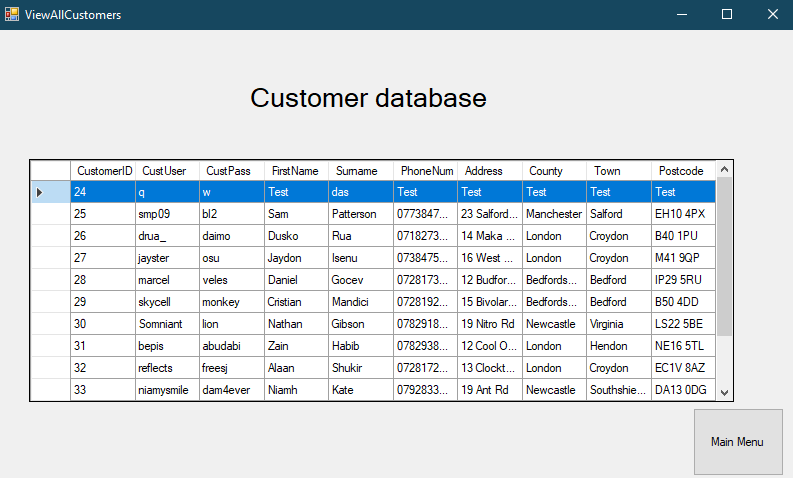 ViewAllCustomers
Customer database
CustomerID CustUser CustPass FirstName Surname PhoneNum Address County Town Postcode
24 q w Test das Test Test Test Test Test
25 smp09 bl2 Sam Patterson 0773847... 23 Salford... Manchester Salford EH10 4PX
26 drua_ daimo Dusko Rua 0718273... 14 Maka ... London Croydon B40 1PU
27 jayster osu Jaydon Isenu 0738475... 16 West ... London Croydon M41 9QP
28 marcel veles Daniel Gocev 0728173... 12 Budfor... Bedfords... Bedford IP29 5RU
29 skycell monkey Cristian Mandici 0728192... 15 Bivolar... Bedfords... Bedford B50 4DD
30 Somniant lion Nathan Gibson 0782918... 19 Nitro Rd Newcastle Virginia LS22 5BE
31 bepis abudabi Zain Habib 0782938... 12 Cool O... London Hendon NE16 5TL
32 reflects freesj Alaan Shukir 0728172... 13 Clockt... London Croydon EC1V 8AZ
33 niamysmile dam4ever Niamh Kate 0792833... 19 Ant Rd Newcastle Southshie... DA13 0DG
Main Menu